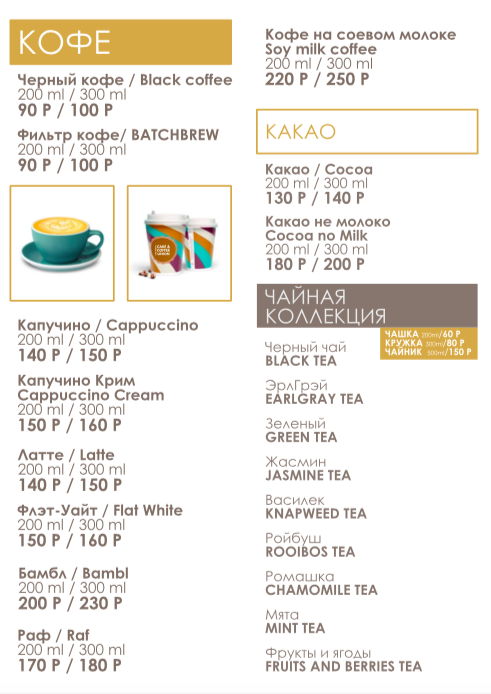 КОФЕ
Черный кофе / Black coffee
200 ml / 300 ml
90 Р / 100 Р
Фильтр кофе/ BATCHBREW
200 ml / 300 ml
90 Р / 100 Р
Капучино / Cappuccino
200 ml / 300 ml
140 Р / 150 Р
Капучино Крим
Cappuccino Cream
200 ml / 300 ml
150 Р / 160 Р
Латте / Latte
200 ml / 300 ml
140 Р / 150 Р
Флэт-Уайт / Flat White
200 ml / 300 ml
150 Р / 160 Р
Бамбл / Bambl
200 ml / 300 ml
200 Р / 230 Р
Раф / Raf
200 ml / 300 ml
170 Р / 180 Р
Кофе на соевом молоке
Soy milk coffee
200 ml / 300 ml
220 Р / 250 Р
КАКАО
Какао / Cocoa
200 ml / 300 ml
130 Р / 140 Р
Какао не молоко
Cocoa no Milk
200 ml / 300 ml
180 Р / 200 Р
ЧАЙНАЯ
КОЛЛЕКЦИЯ
ЧАШКА 200ml/60 Р
КРУЖКА 300ml/80 Р
ЧАЙНИК 500ml/150 Р
Черный чай
BLACK TEA
ЭрлГрэй
EARLGRAY TEA
Зеленый
GREEN TEA
Жасмин
JASMINE TEA
Василек
KNAPWEED TEA
Ройбуш
ROOIBOS TEA
Ромашка
CHAMOMILE TEA
Мята
MINT TEA
Фрукты и ягоды
FRUITS AND BERRIES TEA